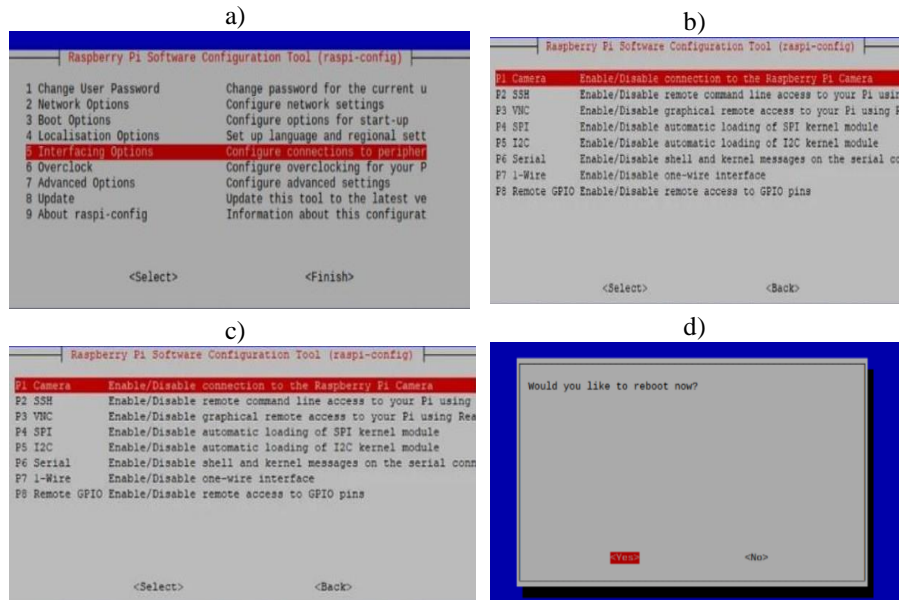 a)
Raspberry Pi Software Configuration Tool (raspi-config)
1 Change User Password Change password for the current u
2 Network Options Configure network settings
3 Boot Options Configure options for start-up
4 Localisation Options Set up language and regional sett
5 Interfacing Options Configure connections to peripher
6 Overclock Configure overclocking for your P
7 Advanced Options Configure advanced settings
8 Update Update this tool to the latest ve
9 About raspi-config Information about this configurat
<Select> <Finish>
b)
Raspberry Pi Software Configuration Tool (raspi-config)
P1 Camera Enable/Disable connection to the Raspberry Pi Camera
P2 SSH Enable/Disable remote command line access to your Pi usin
P3 VNC Enable/Disable graphical remote access to your Pi using R
P4 SPI Enable/Disable automatic loading of SPI kernel module
P5 I2C Enable/Disable automatic loading of I2C kernel module
P6 Serial Enable/Disable shell and kernel messages on the serial co
P7 1-Wire Enable/Disable one-wire interface
P8 Remote GPIO Enable/Disable remote access to GPIO pins
<Select> <Back>
c)
Raspberry Pi Software Configuration Tool (raspi-config)
P1 Camera Enable/Disable connection to the Raspberry Pi Camera
P2 SSH Enable/Disable remote command line access to your Pi using
P3 VNC Enable/Disable graphical remote access to your Pi using Rea
P4 SPI Enable/Disable automatic loading of SPI kernel module
P5 I2C Enable/Disable automatic loading of I2C kernel module
P6 Serial Enable/Disable shell and kernel messages on the serial conn
P7 1-Wire Enable/Disable one-wire interface
P8 Remote GPIO Enable/Disable remote access to GPIO pins
<Select> <Back>
d)
Would you like to reboot now?
<Yes> <No>